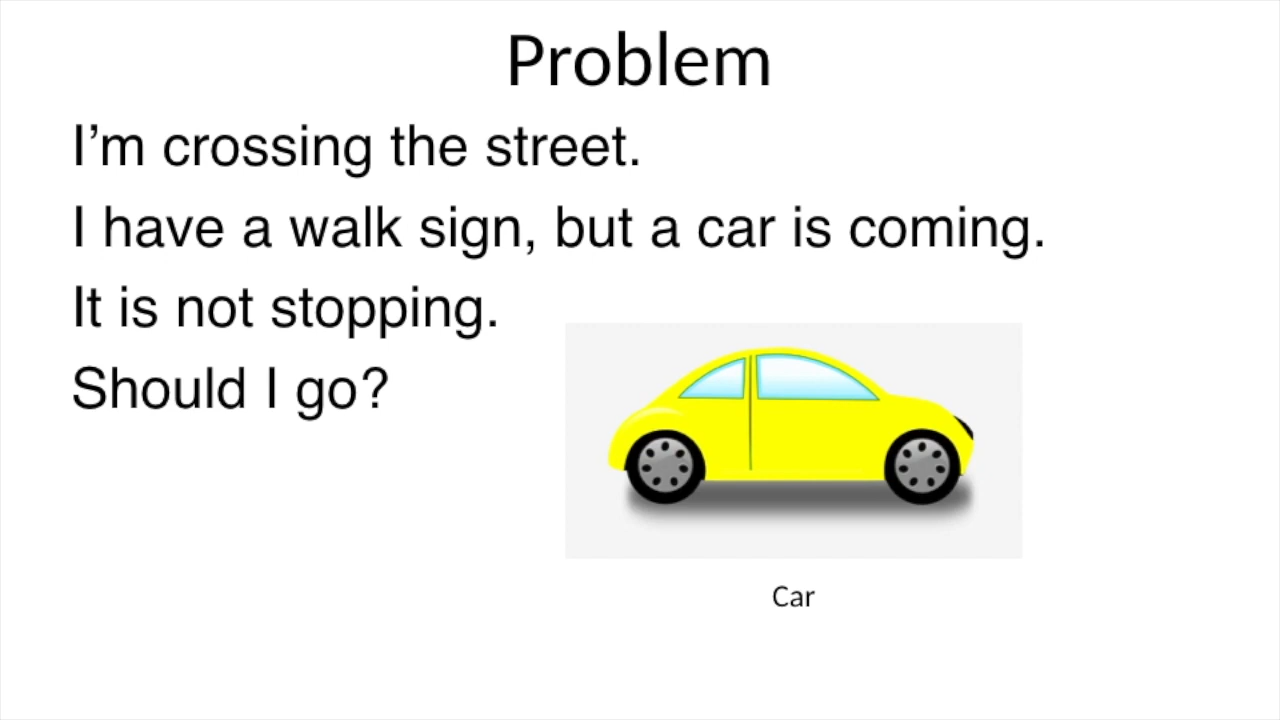 Problem
I’m crossing the street.
I have a walk sign, but a car is coming.
It is not stopping.
Should I go?
Car